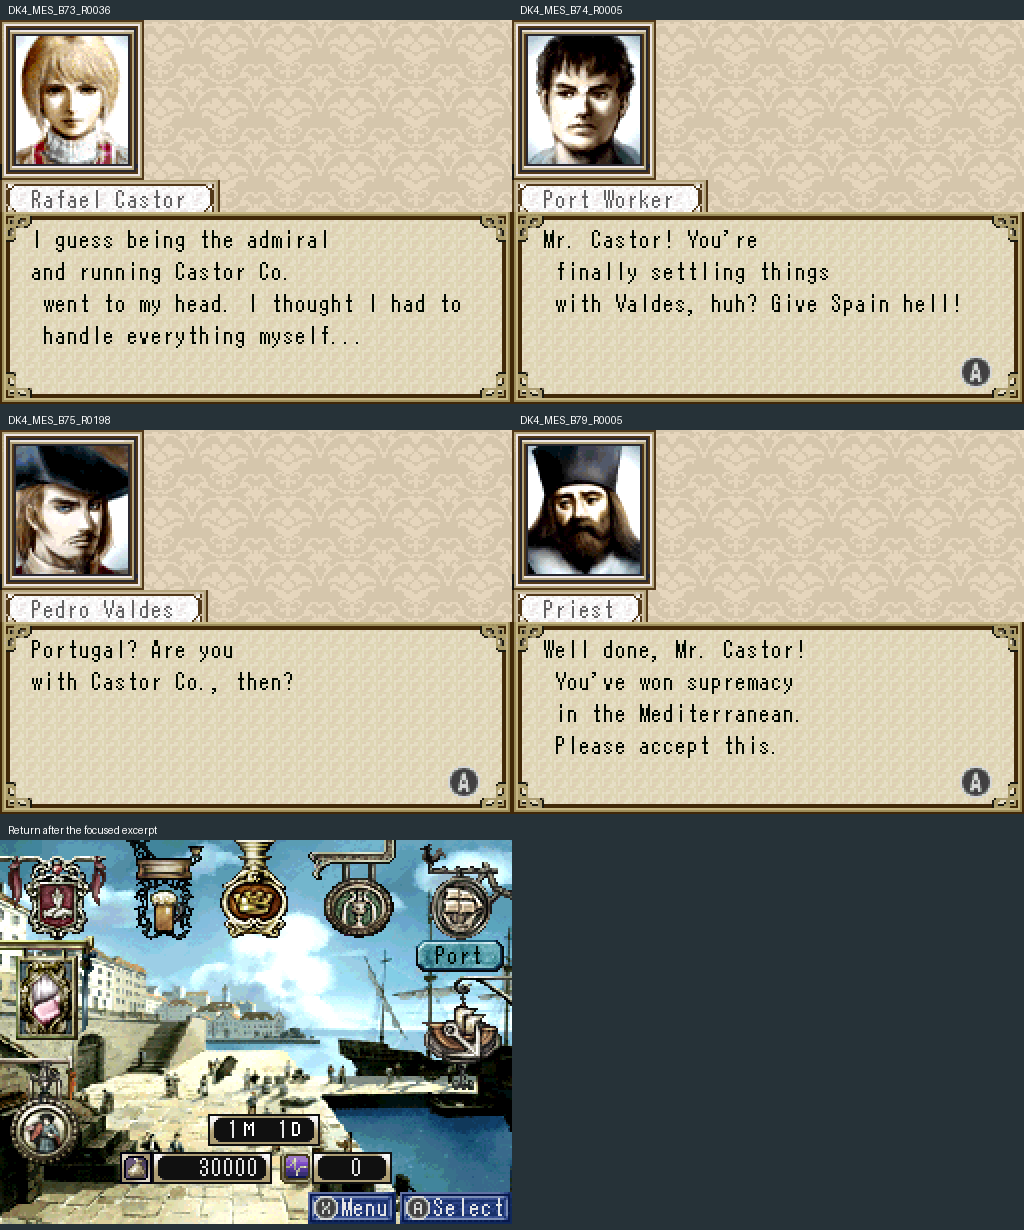 DK4_MES_B73_R0036
Rafael Castor
I guess being the admiral
and running Castor Co.
went to my head. I thought I had to
handle everything myself...
DK4_MES_B74_R0005
Port Worker
Mr. Castor! You're
finally settling things
with Valdes, huh? Give Spain hell!
A
DK4_MES_B75_R0198
Pedro Valdes
Portugal? Are you
with Castor Co., then?
A
DK4_MES_B79_R0005
Priest
Well done, Mr. Castor!
You've won supremacy
in the Mediterranean.
Please accept this.
A
Return after the focused excerpt
Port
1M 1D
30000
0
X Menu
A Select